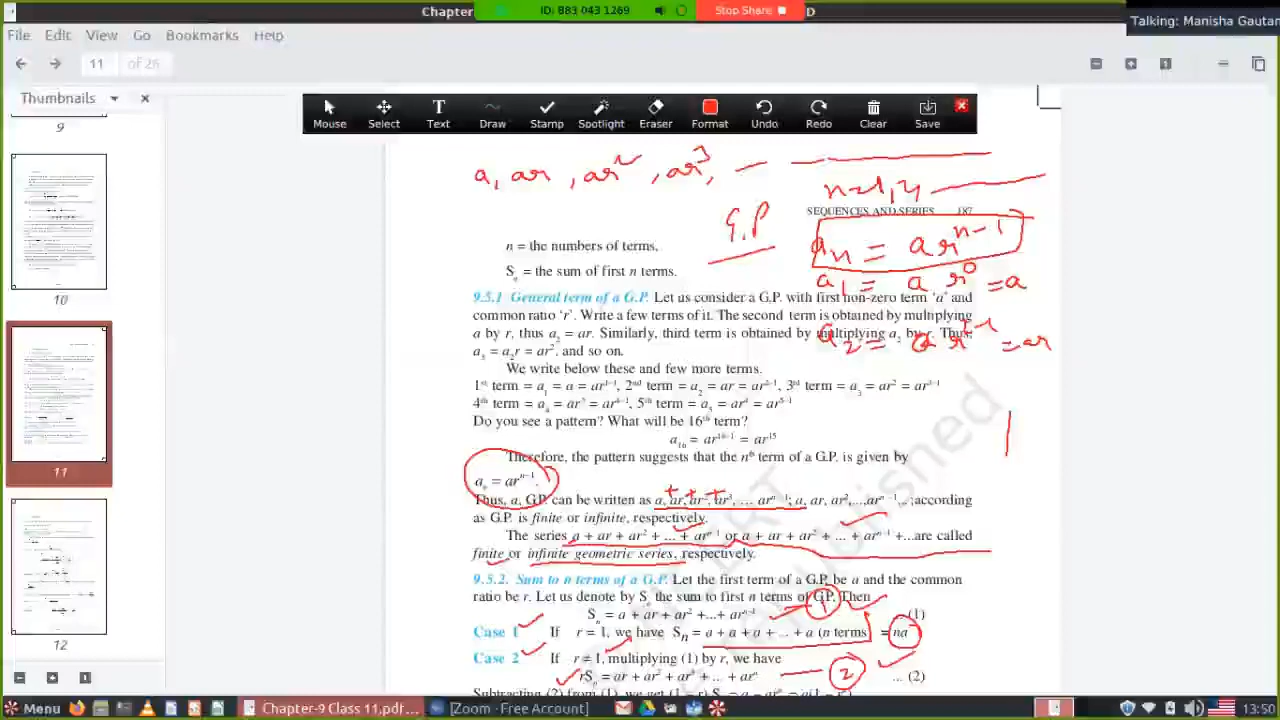 Chapter
ID: 883 043 1269
Stop Share
D
Talking: Manisha Gautan
File Edit View Go Bookmarks Help
11 of 26
Thumbnails
9
10
11
12
Mouse Select Text Draw Stamp Spotlight Eraser Format Undo Redo Clear Save
a, ar, ar², ar³,
G.P
SEQUENCES AND SERIES 187
aₙ = ar^(n-1)
a₁ = ar⁰ = a
n = the numbers of terms,
Sₙ = the sum of first n terms.
9.5.1 General term of a G.P. Let us consider a G.P. with first non-zero term 'a' and
common ratio 'r'. Write a few terms of it. The second term is obtained by multiplying
a by r, thus a₂ = ar. Similarly, third term is obtained by multiplying a₂ by r. Thus,
a₃ = a₂r = ar², and so on.
a₂ = ar²⁻¹ = ar
We write below these and few more terms.
1st term = a₁ = a = ar¹⁻¹, 2nd term = a₂ = ar = ar²⁻¹, 3rd term = a₃ = ar² = ar³⁻¹
4th term = a₄ = ar³ = ar⁴⁻¹, 5th term = a₅ = ar⁴ = ar⁵⁻¹
Do you see a pattern? What will be 16th term?
a₁₆ = ar¹⁶⁻¹ = ar¹⁵
Therefore, the pattern suggests that the nth term of a G.P. is given by
aₙ = arⁿ⁻¹.
Thus, a, G.P. can be written as a, ar, ar², ar³, … arⁿ⁻¹; a, ar, ar²,...,arⁿ⁻¹... ;according
as G.P. is finite or infinite, respectively.
The series a + ar + ar² + ... + arⁿ⁻¹ or a + ar + ar² + ... + arⁿ⁻¹ +...are called
finite or infinite geometric series, respectively.
9.5.2. Sum to n terms of a G.P. Let the first term of a G.P. be a and the common
ratio be r. Let us denote by Sₙ the sum to first n terms of G.P. Then
Sₙ = a + ar + ar² +...+ arⁿ⁻¹ 1 ... (1)
Case 1 If r = 1, we have Sₙ = a + a + a + ... + a (n terms) = na
Case 2 If r ≠ 1, multiplying (1) by r, we have
rSₙ = ar + ar² + ar³ + ... + arⁿ 2 ... (2)
Subtracting (2) from (1), we get (1 – r) Sₙ = a – arⁿ = a(1 – rⁿ)
Menu
Chapter-9 Class 11,pdf...
[Zoom - Free Account]
13:50